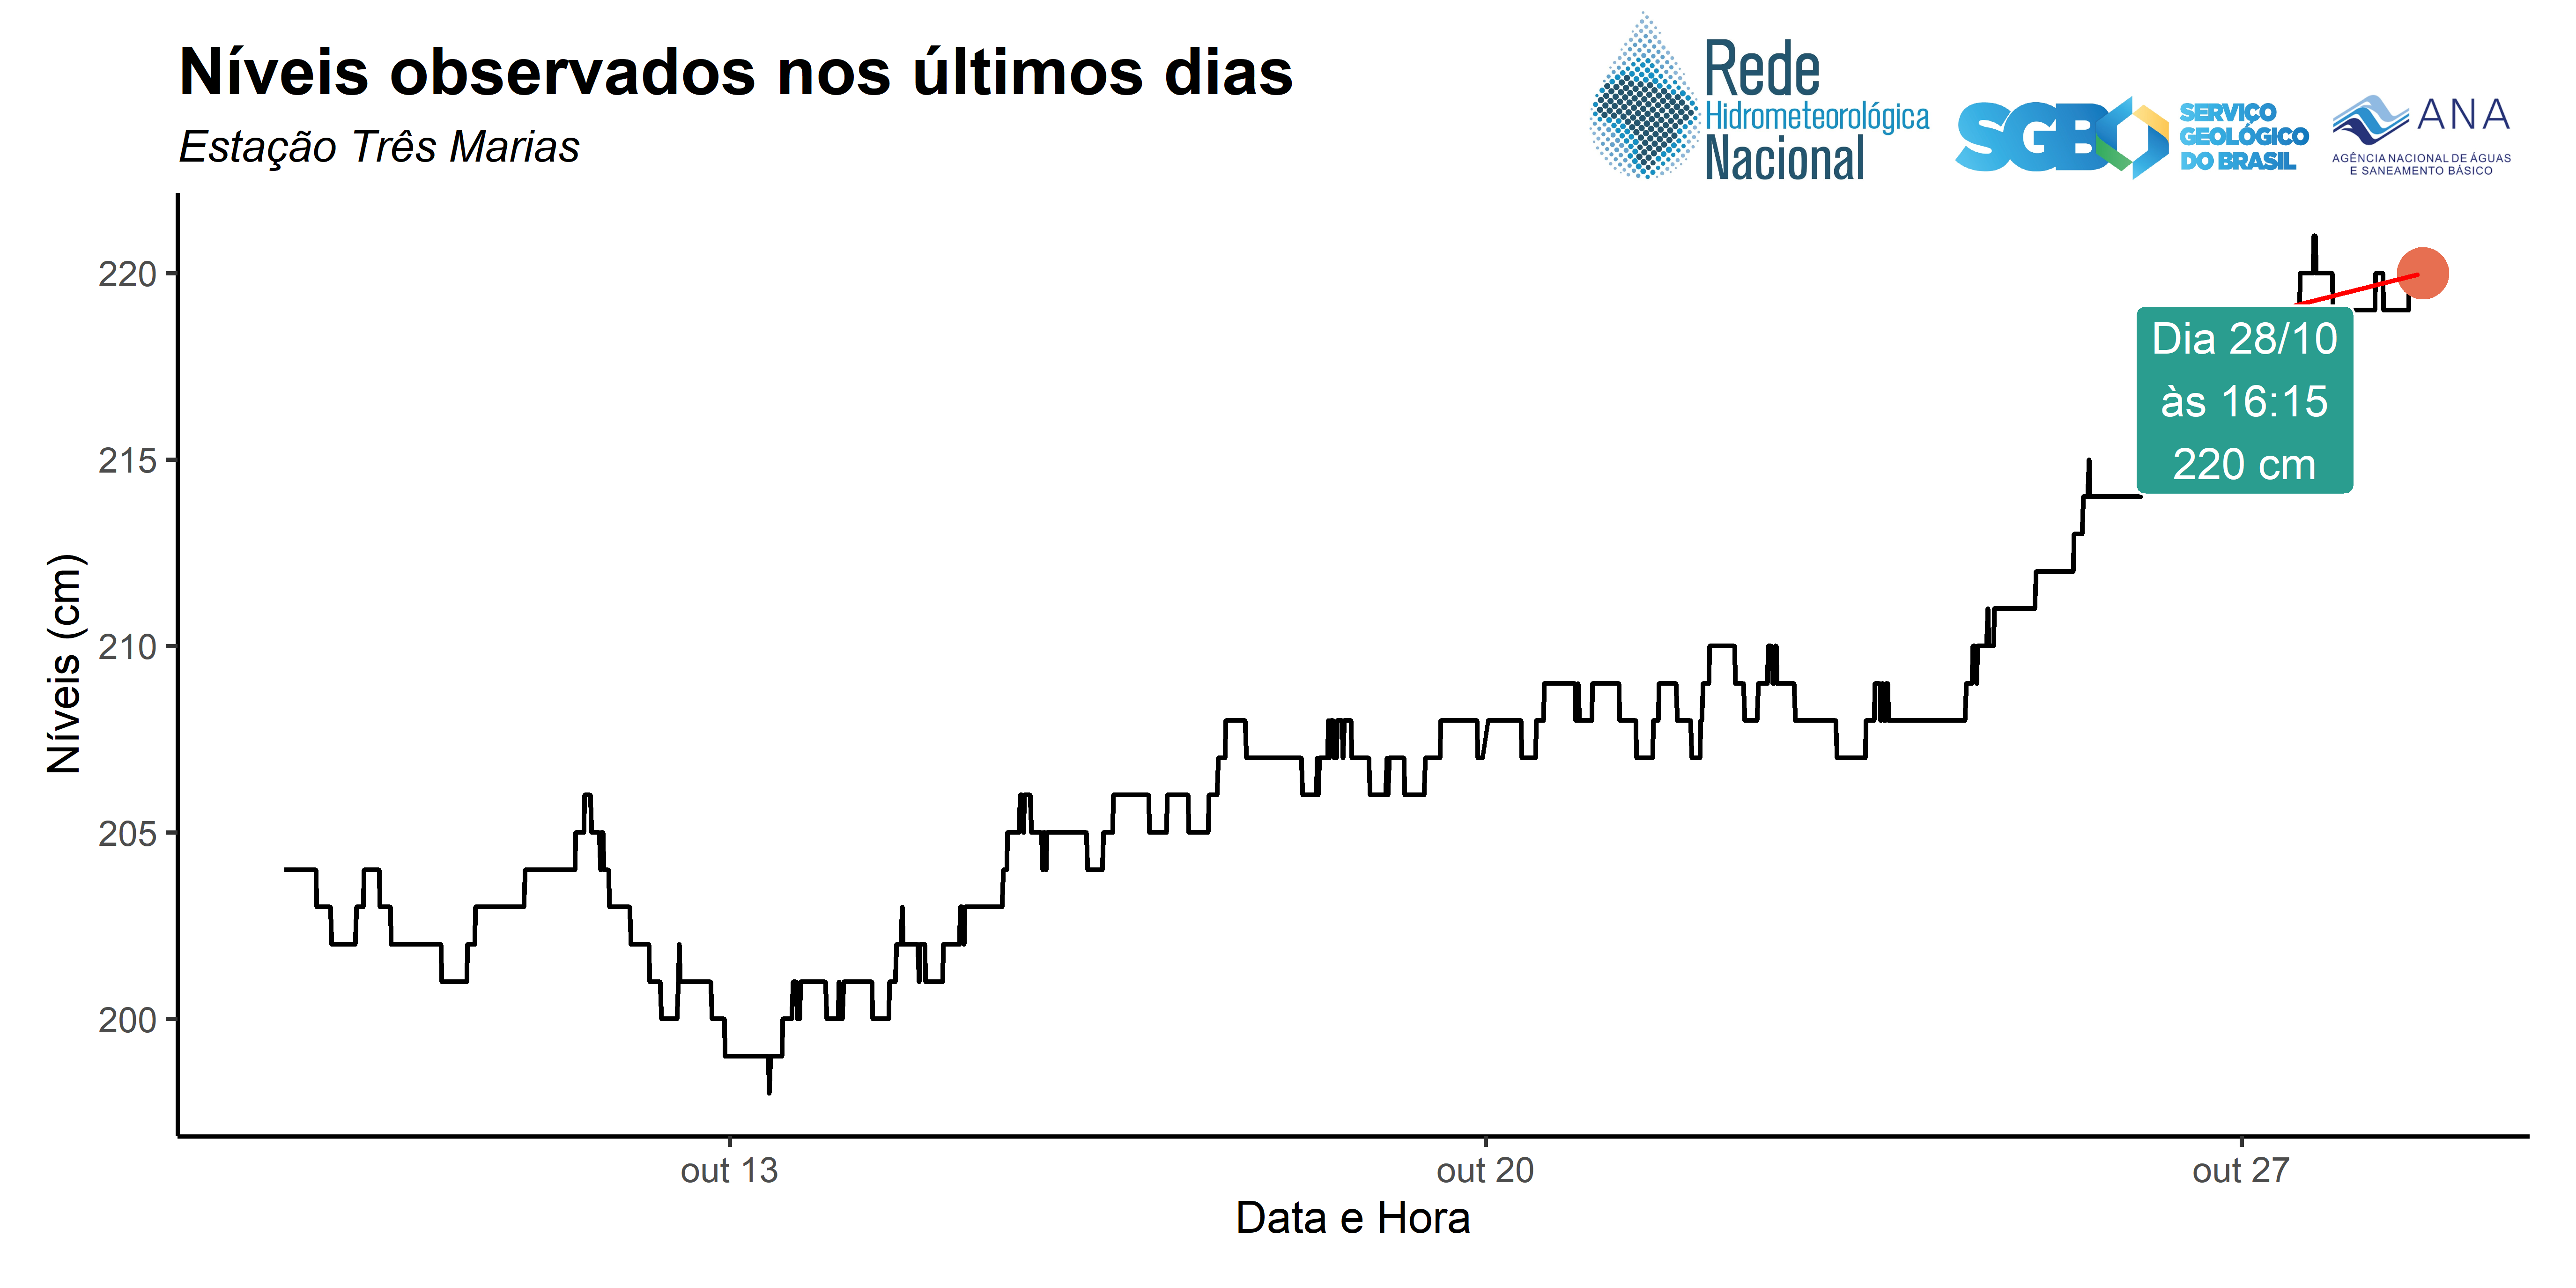 Níveis observados nos últimos dias
Estação Três Marias
Rede
Hidrometeorológica
Nacional
SGB
SERVIÇO
GEOLÓGICO
DO BRASIL
ANA
AGÊNCIA NACIONAL DE ÁGUAS
E SANEAMENTO BÁSICO
Níveis (cm)
220
215
210
205
200
Dia 28/10
às 16:15
220 cm
out 13
out 20
out 27
Data e Hora